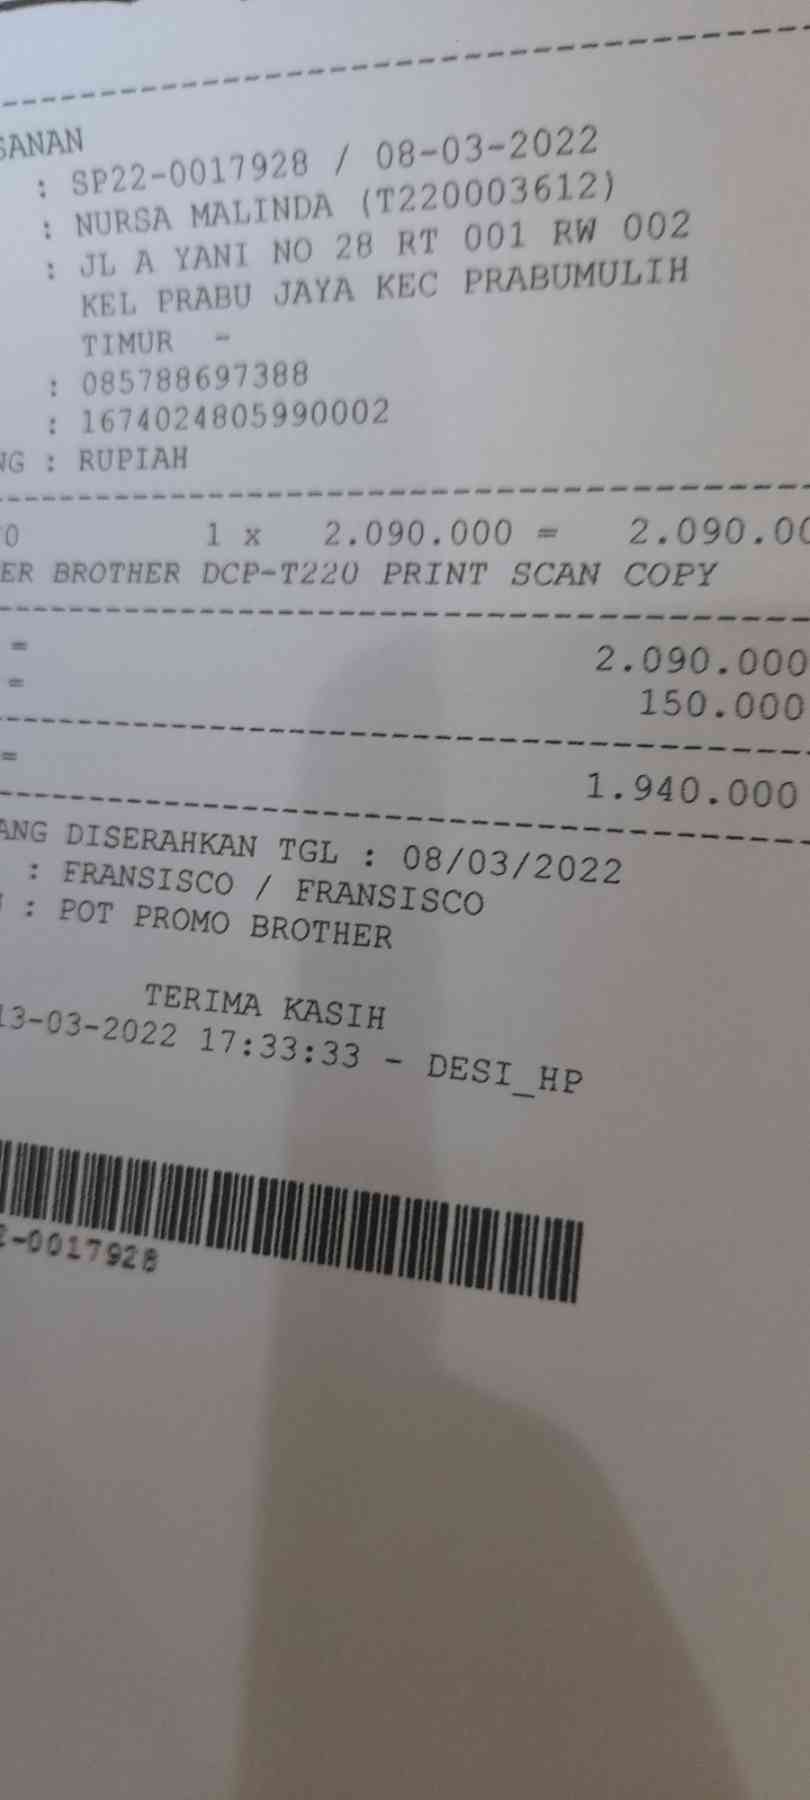 SANAN
: SP22-0017928 / 08-03-2022
: NURSA MALINDA (T220003612)
: JL A YANI NO 28 RT 001 RW 002
KEL PRABU JAYA KEC PRABUMULIH
TIMUR -
: 085788697388
: 1674024805990002
NG : RUPIAH
0 1 x 2.090.000 = 2.090.00
ER BROTHER DCP-T220 PRINT SCAN COPY
= 2.090.000
= 150.000
= 1.940.000
ANG DISERAHKAN TGL : 08/03/2022
: FRANSISCO / FRANSISCO
: POT PROMO BROTHER
TERIMA KASIH
13-03-2022 17:33:33 - DESI_HP
2-0017928